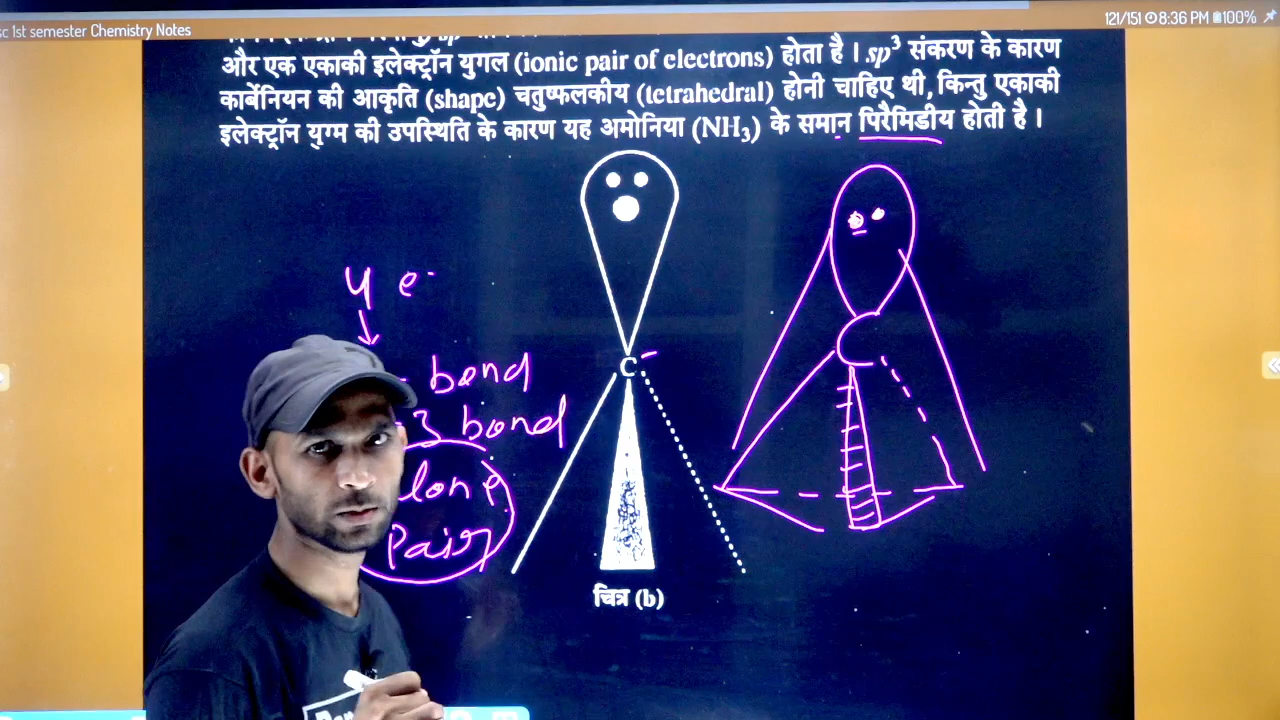 sc 1st semester Chemistry Notes
121/151 8:36 PM 100%
और एक एकाकी इलेक्ट्रॉन युगल (ionic pair of electrons) होता है । sp³ संकरण के कारण
कार्बेनियन की आकृति (shape) चतुष्फलकीय (tetrahedral) होनी चाहिए थी, किन्तु एकाकी
इलेक्ट्रॉन युग्म की उपस्थिति के कारण यह अमोनिया (NH₃) के समान पिरैमिडीय होती है ।
4 e⁻
bond
3 bond
lone
Pair
C
C
चित्र (b)